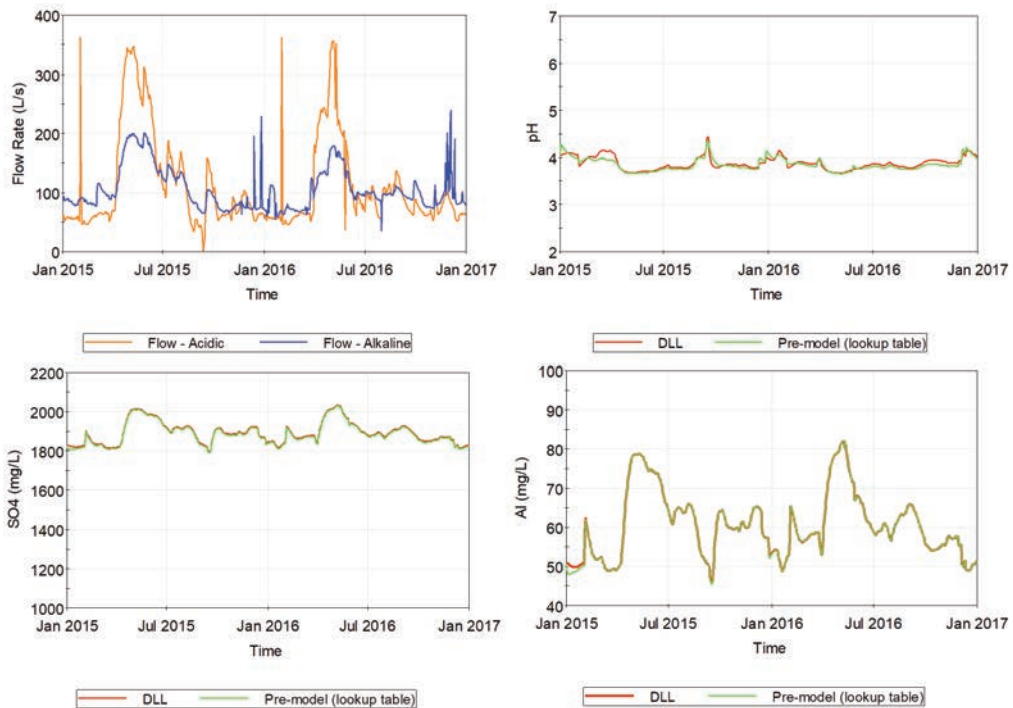 400
300
200
100
0
Flow Rate (L/s)
Jan 2015 Jul 2015 Jan 2016 Jul 2016 Jan 2017
Time
Flow - Acidic Flow - Alkaline
7
6
5
4
3
2
pH
Jan 2015 Jul 2015 Jan 2016 Jul 2016 Jan 2017
Time
DLL Pre-model (lookup table)
2200
2000
1800
1600
1400
1200
1000
SO4 (mg/L)
Jan 2015 Jul 2015 Jan 2016 Jul 2016 Jan 2017
Time
DLL Pre-model (lookup table)
100
90
80
70
60
50
40
Al (mg/L)
Jan 2015 Jul 2015 Jan 2016 Jul 2016 Jan 2017
Time
DLL Pre-model (lookup table)